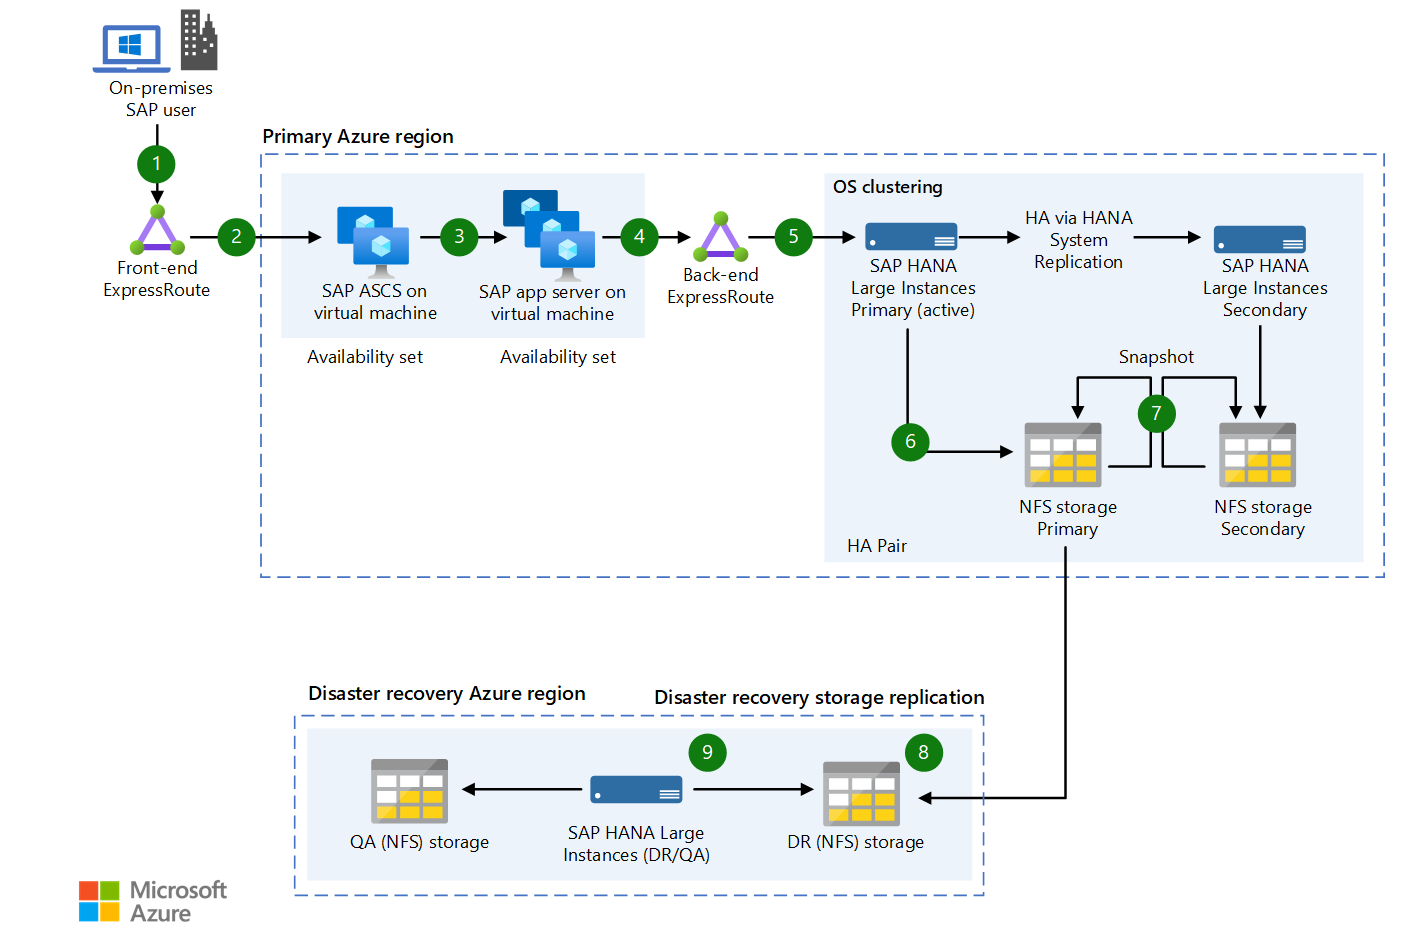 On-premises
SAP user
1
Primary Azure region
OS clustering
2
3
4
5
Front-end
ExpressRoute
SAP ASCS on
virtual machine
SAP app server on
virtual machine
Back-end
ExpressRoute
SAP HANA
Large Instances
Primary (active)
HA via HANA
System
Replication
SAP HANA
Large Instances
Secondary
Availability set
Availability set
Snapshot
6
7
NFS storage
Primary
NFS storage
Secondary
HA Pair
Disaster recovery Azure region
Disaster recovery storage replication
9
8
QA (NFS) storage
SAP HANA Large
Instances (DR/QA)
DR (NFS) storage
Microsoft
Azure